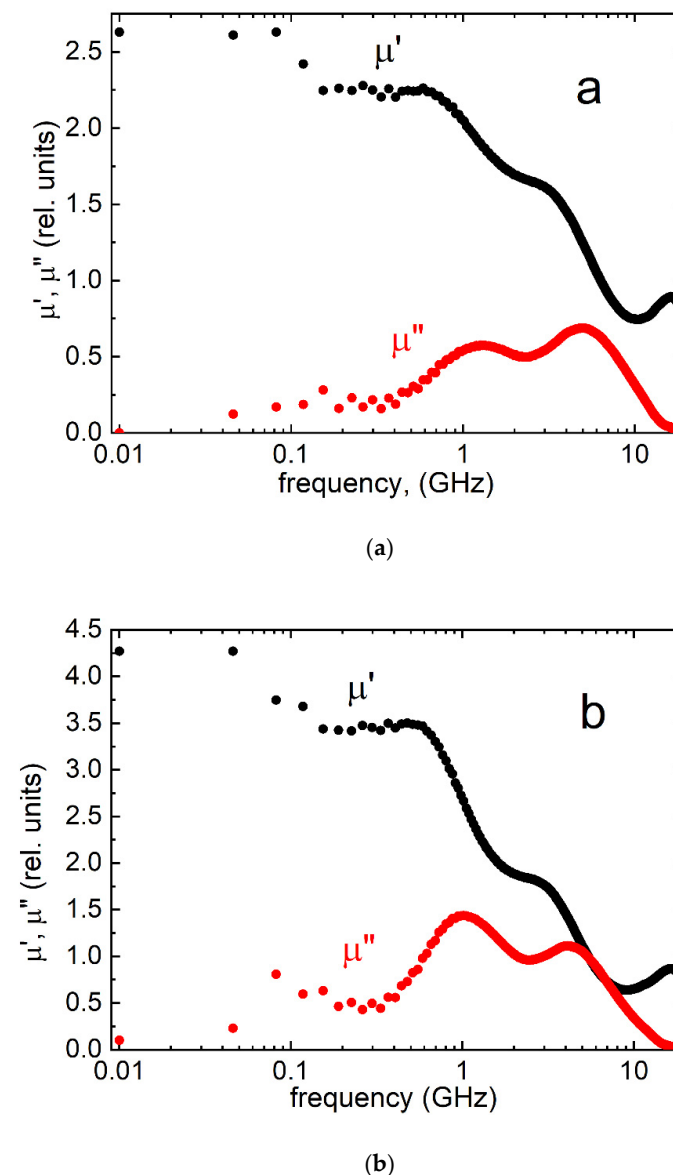 2.5
2.0
1.5
1.0
0.5
0.0
μ', μ" (rel. units)
μ'
a
μ"
0.01 0.1 1 10
frequency, (GHz)
(a)
4.5
4.0
3.5
3.0
2.5
2.0
1.5
1.0
0.5
0.0
μ', μ" (rel. units)
μ'
b
μ"
0.01 0.1 1 10
frequency (GHz)
(b)